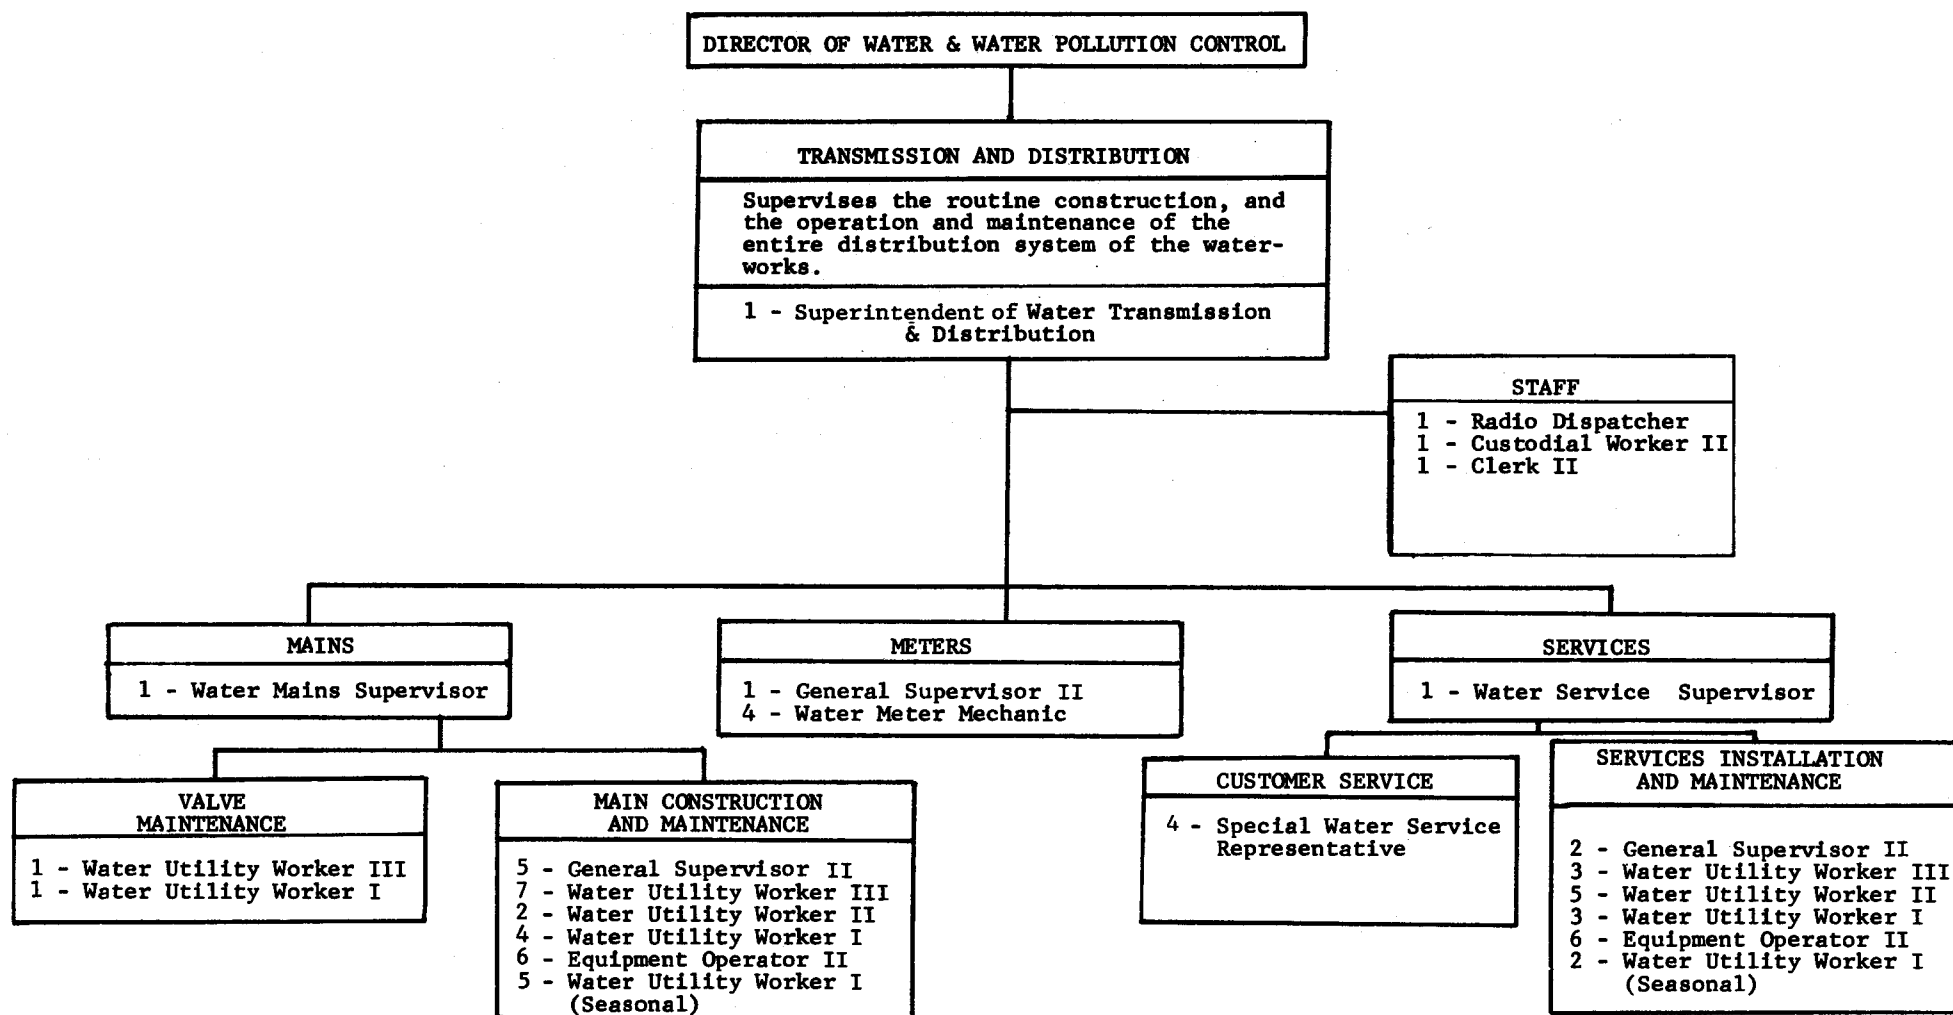 DIRECTOR OF WATER & WATER POLLUTION CONTROL
TRANSMISSION AND DISTRIBUTION
Supervises the routine construction, and
the operation and maintenance of the
entire distribution system of the water-
works.
1 - Superintendent of Water Transmission
& Distribution
STAFF
1 - Radio Dispatcher
1 - Custodial Worker II
1 - Clerk II
MAINS
1 - Water Mains Supervisor
METERS
1 - General Supervisor II
4 - Water Meter Mechanic
SERVICES
1 - Water Service Supervisor
VALVE
MAINTENANCE
1 - Water Utility Worker III
1 - Water Utility Worker I
MAIN CONSTRUCTION
AND MAINTENANCE
5 - General Supervisor II
7 - Water Utility Worker III
2 - Water Utility Worker II
4 - Water Utility Worker I
6 - Equipment Operator II
5 - Water Utility Worker I
(Seasonal)
CUSTOMER SERVICE
4 - Special Water Service
Representative
SERVICES INSTALLATION
AND MAINTENANCE
2 - General Supervisor II
3 - Water Utility Worker III
5 - Water Utility Worker II
3 - Water Utility Worker I
6 - Equipment Operator II
2 - Water Utility Worker I
(Seasonal)